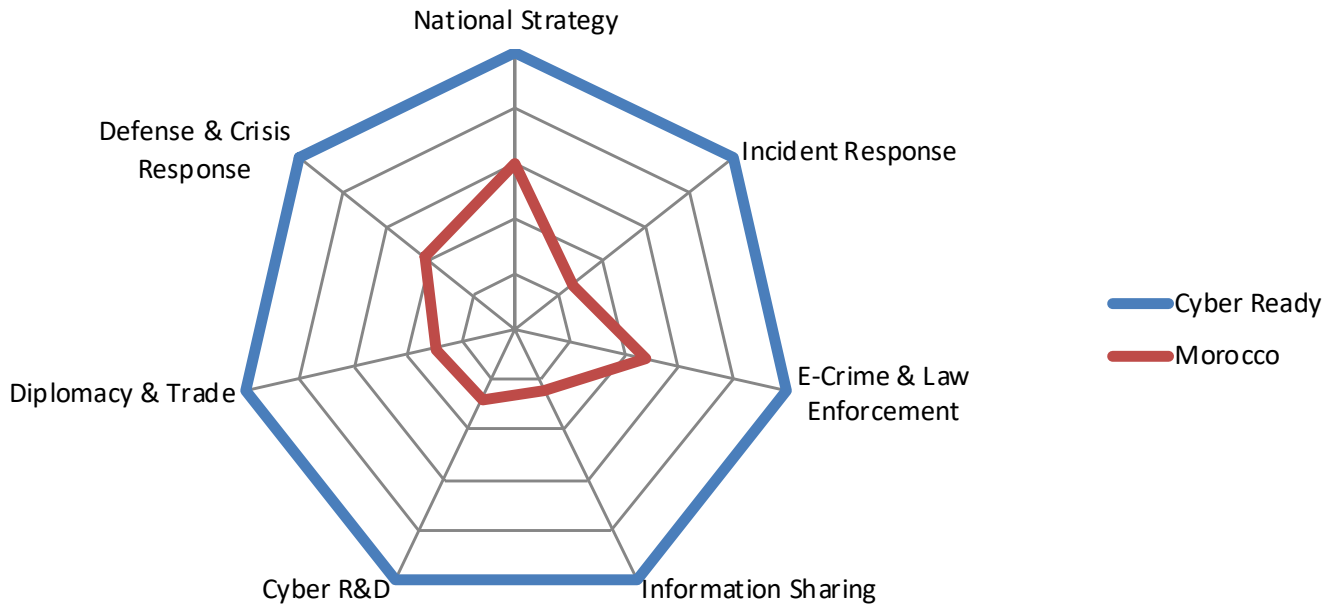 National Strategy
Defense & Crisis
Response
Incident Response
Cyber Ready
Morocco
Diplomacy & Trade
E-Crime & Law
Enforcement
Cyber R&D
Information Sharing